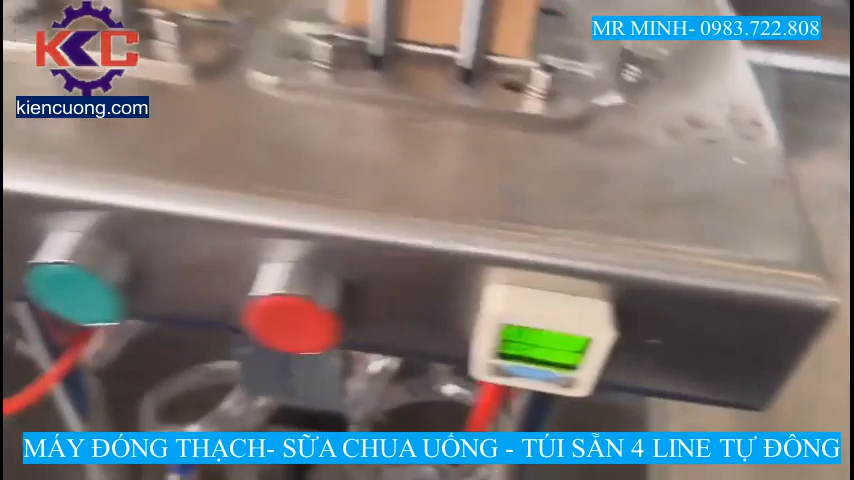 KKC
MR MINH- 0983.722.808
kiencuong.com
MÁY ĐÓNG THẠCH- SỮA CHUA UỐNG - TÚI SẴN 4 LINE TỰ ĐÔNG